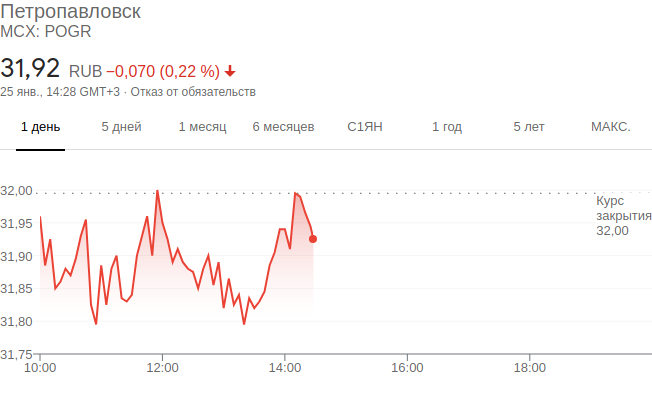 Петропавловск
MCX: POGR
31,92 RUB −0,070 (0,22 %)
25 янв., 14:28 GMT+3 · Отказ от обязательств
1 день 5 дней 1 месяц 6 месяцев С1ЯН 1 год 5 лет МАКС.
32,00
Курс
закрытия
31,95
32,00
31,90
31,85
31,80
31,75
10:00 12:00 14:00 16:00 18:00